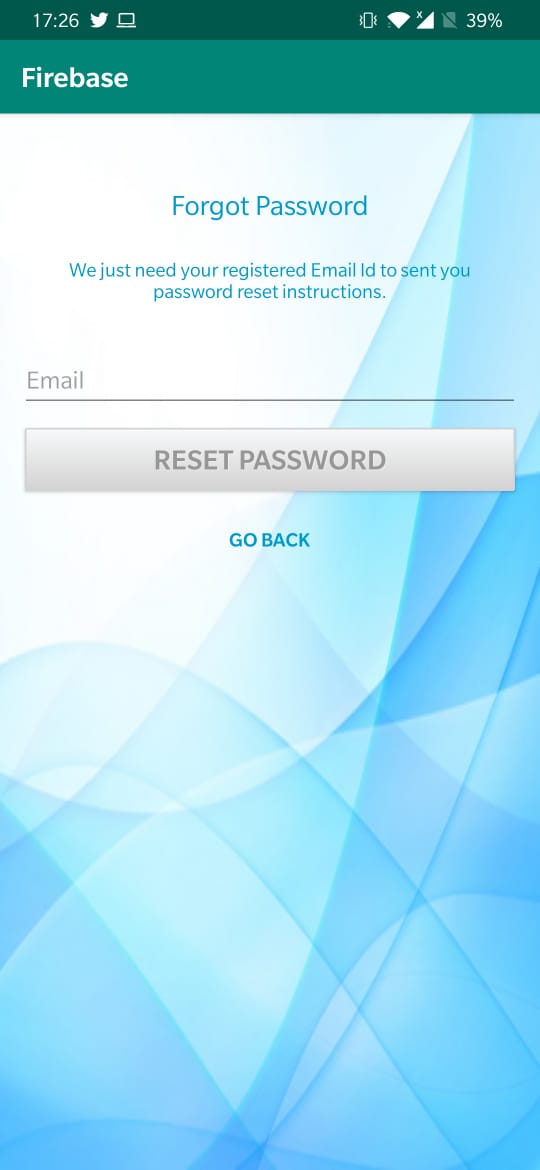 17:26 39%
Firebase
Forgot Password
We just need your registered Email Id to sent you
password reset instructions.
Email
RESET PASSWORD
GO BACK